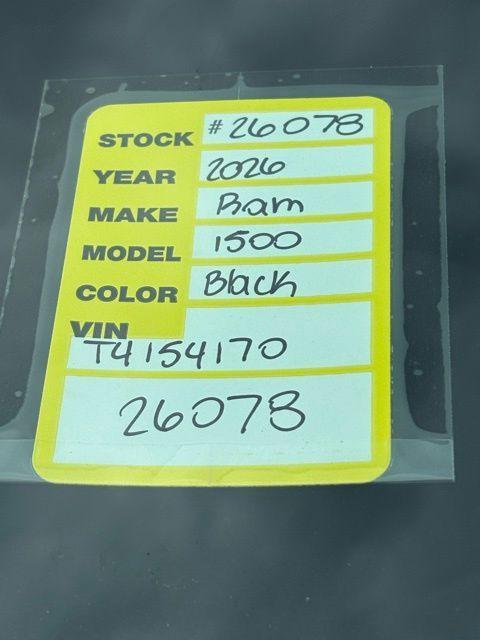 STOCK #26078
YEAR 2026
MAKE Ram
MODEL 1500
COLOR Black
VIN
T4154170
26078